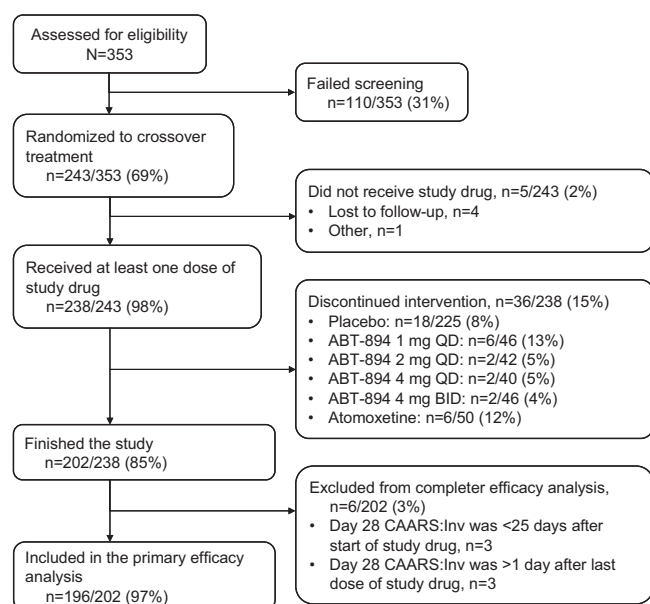 Assessed for eligibility
N=353
Failed screening
n=110/353 (31%)
Randomized to crossover
treatment
n=243/353 (69%)
Did not receive study drug, n=5/243 (2%)
• Lost to follow-up, n=4
• Other, n=1
Received at least one dose of
study drug
n=238/243 (98%)
Discontinued intervention, n=36/238 (15%)
• Placebo: n=18/225 (8%)
• ABT-894 1 mg QD: n=6/46 (13%)
• ABT-894 2 mg QD: n=2/42 (5%)
• ABT-894 4 mg QD: n=2/40 (5%)
• ABT-894 4 mg BID: n=2/46 (4%)
• Atomoxetine: n=6/50 (12%)
Finished the study
n=202/238 (85%)
Excluded from completer efficacy analysis,
n=6/202 (3%)
• Day 28 CAARS:Inv was <25 days after
start of study drug, n=3
• Day 28 CAARS:Inv was >1 day after last
dose of study drug, n=3
Included in the primary efficacy
analysis
n=196/202 (97%)